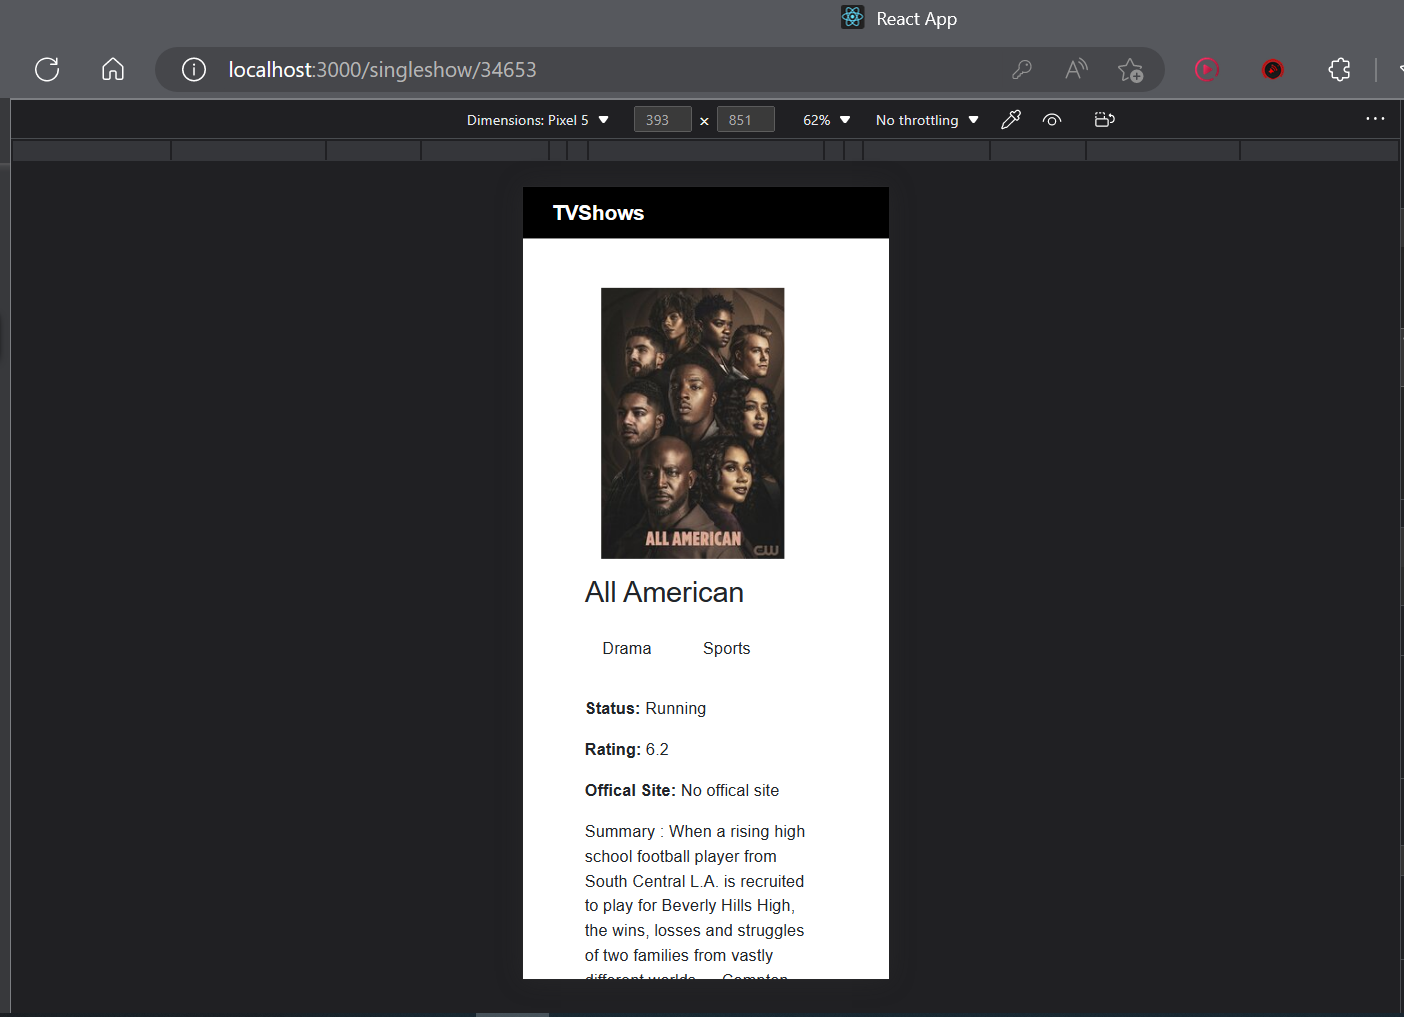 React App
localhost:3000/singleshow/34653
Dimensions: Pixel 5 393 × 851 62% No throttling
TVShows
ALL AMERICAN
CW
All American
Drama Sports
Status: Running
Rating: 6.2
Offical Site: No offical site
Summary : When a rising high
school football player from
South Central L.A. is recruited
to play for Beverly Hills High,
the wins, losses and struggles
of two families from vastly
different worlds Compton